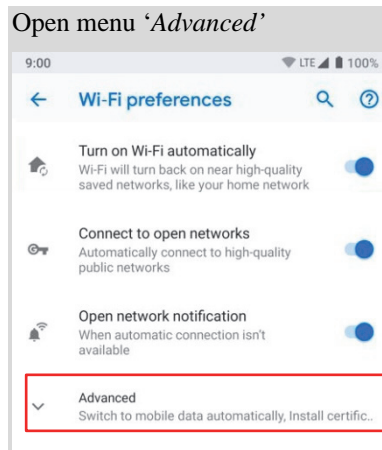 Open menu ‘Advanced’
9:00 LTE 100%
Wi-Fi preferences
Turn on Wi-Fi automatically
Wi-Fi will turn back on near high-quality
saved networks, like your home network
Connect to open networks
Automatically connect to high-quality
public networks
Open network notification
When automatic connection isn't
available
Advanced
Switch to mobile data automatically, Install certific..